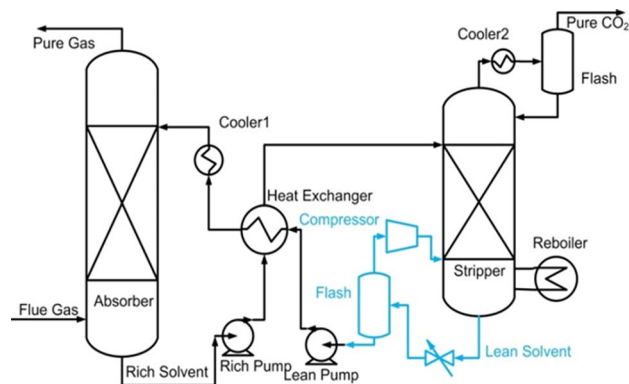 Pure CO2
Cooler2
Pure Gas
Flash
Cooler1
Heat Exchanger
Compressor
Reboiler
Stripper
Flash
Absorber
Flue Gas
Lean Solvent
Rich Pump
Rich Solvent
Lean Pump